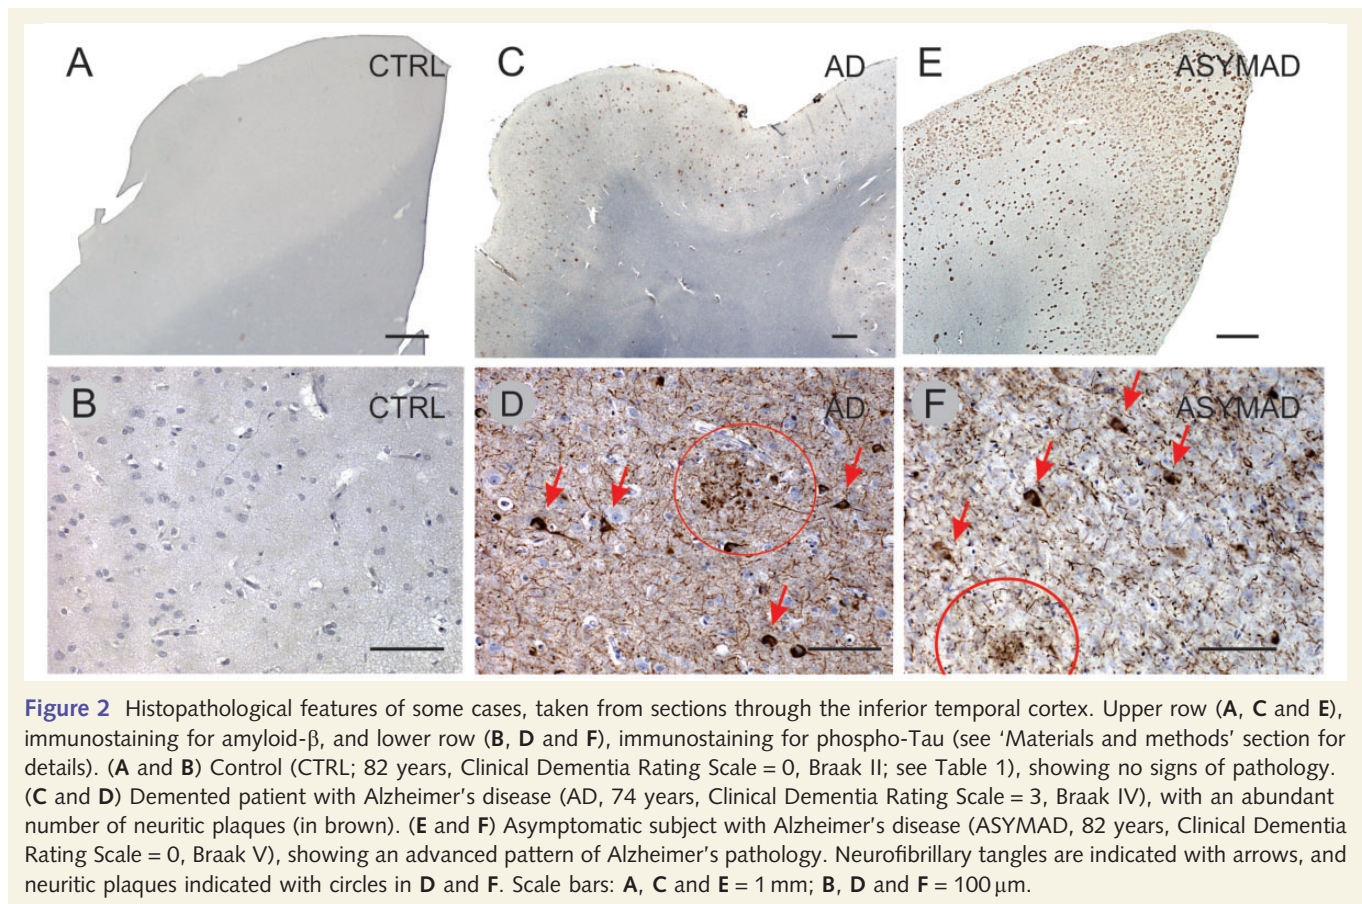 A CTRL C AD E ASYMAD
B CTRL D AD F ASYMAD
Figure 2 Histopathological features of some cases, taken from sections through the inferior temporal cortex. Upper row (A, C and E),
immunostaining for amyloid-β, and lower row (B, D and F), immunostaining for phospho-Tau (see ‘Materials and methods’ section for
details). (A and B) Control (CTRL; 82 years, Clinical Dementia Rating Scale = 0, Braak II; see Table 1), showing no signs of pathology.
(C and D) Demented patient with Alzheimer’s disease (AD, 74 years, Clinical Dementia Rating Scale = 3, Braak IV), with an abundant
number of neuritic plaques (in brown). (E and F) Asymptomatic subject with Alzheimer’s disease (ASYMAD, 82 years, Clinical Dementia
Rating Scale = 0, Braak V), showing an advanced pattern of Alzheimer’s pathology. Neurofibrillary tangles are indicated with arrows, and
neuritic plaques indicated with circles in D and F. Scale bars: A, C and E = 1 mm; B, D and F = 100 μm.